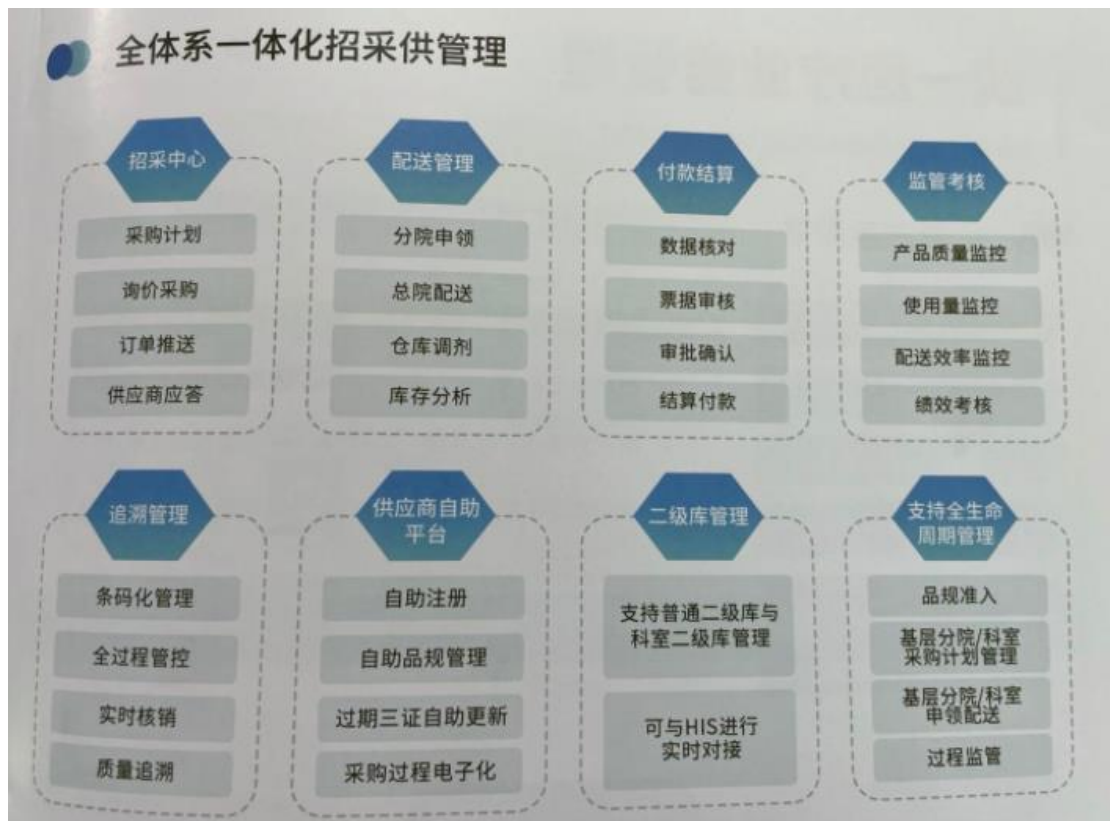 全体系一体化招采供管理
招采中心
采购计划
询价采购
订单推送
供应商应答
配送管理
分院申领
总院配送
仓库调剂
库存分析
付款结算
数据核对
票据审核
审批确认
结算付款
监管考核
产品质量监控
使用量监控
配送效率监控
绩效考核
追溯管理
条码化管理
全过程管控
实时核销
质量追溯
供应商自助
平台
自助注册
自助品规管理
过期三证自助更新
采购过程电子化
二级库管理
支持普通二级库与
科室二级库管理
可与HIS进行
实时对接
支持全生命
周期管理
品规准入
基层分院/科室
采购计划管理
基层分院/科室
申领配送
过程监管